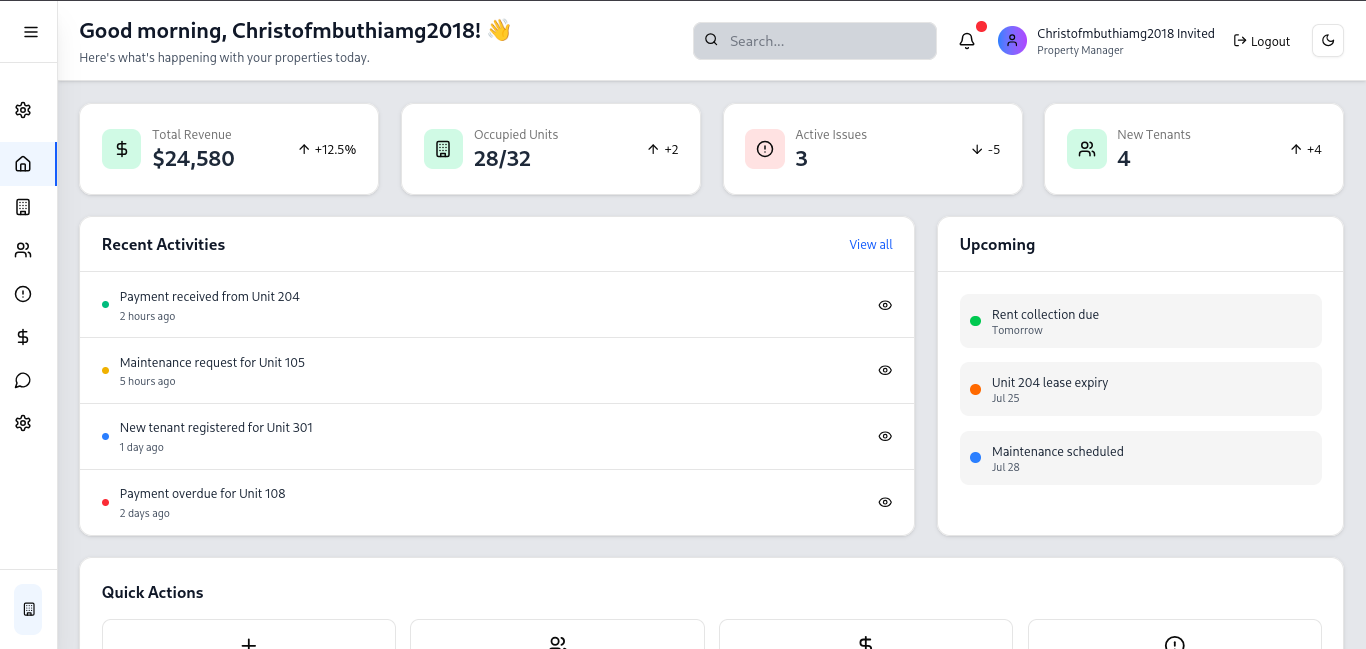 Good morning, Christofmbuthiamg2018! 👋
Here's what's happening with your properties today.
Search...
Christofmbuthiamg2018 Invited
Property Manager
Logout
Total Revenue
$24,580
+12.5%
Occupied Units
28/32
+2
Active Issues
3
-5
New Tenants
4
+4
Recent Activities
View all
Payment received from Unit 204
2 hours ago
Maintenance request for Unit 105
5 hours ago
New tenant registered for Unit 301
1 day ago
Payment overdue for Unit 108
2 days ago
Upcoming
Rent collection due
Tomorrow
Unit 204 lease expiry
Jul 25
Maintenance scheduled
Jul 28
Quick Actions